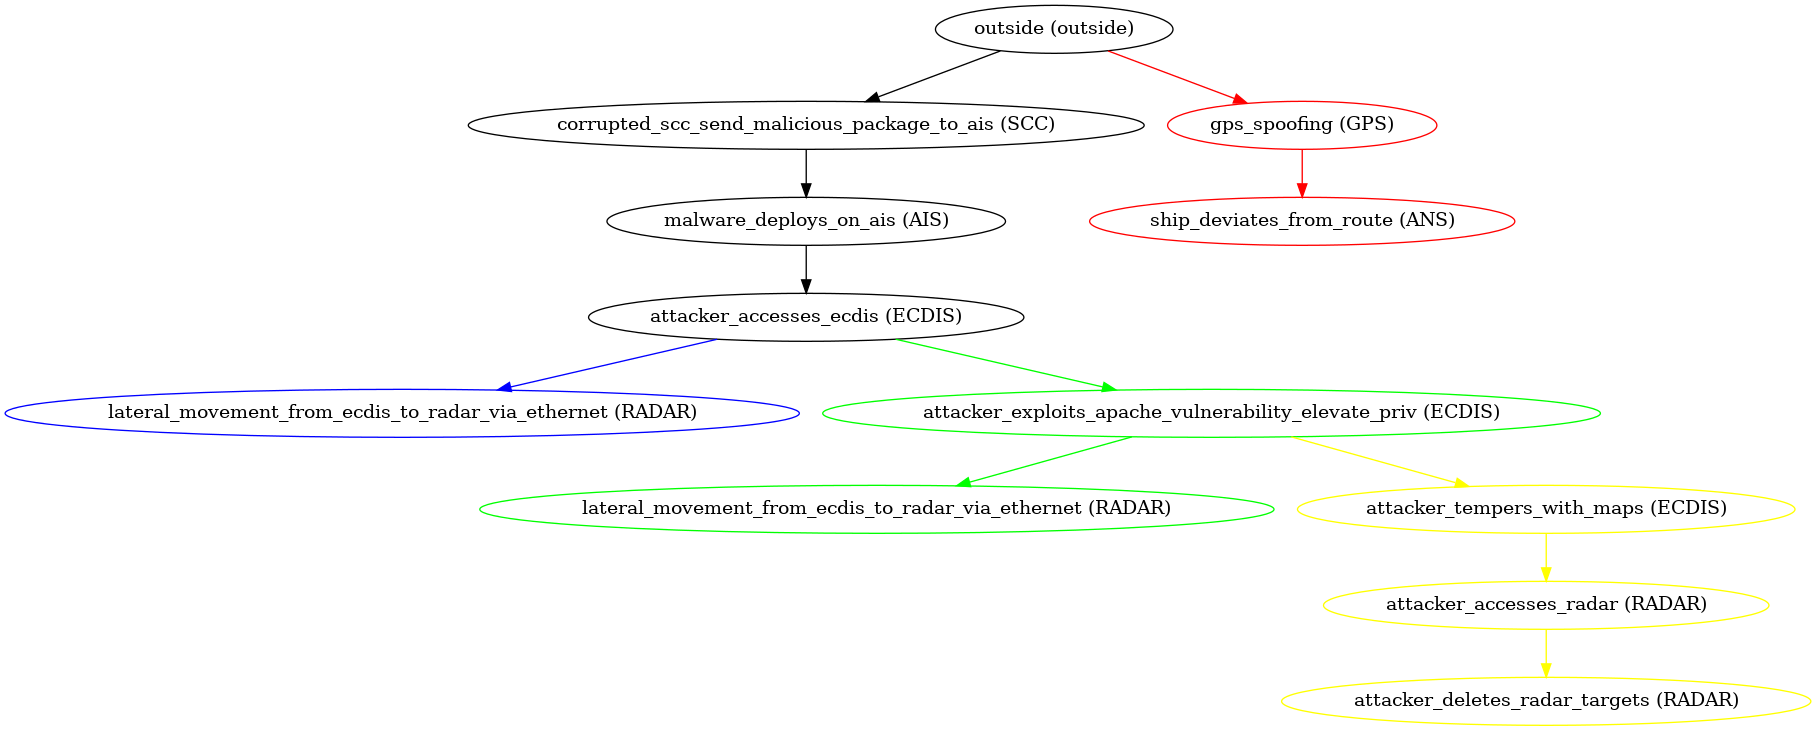 outside (outside)
corrupted_scc_send_malicious_package_to_ais (SCC)
gps_spoofing (GPS)
malware_deploys_on_ais (AIS)
ship_deviates_from_route (ANS)
attacker_accesses_ecdis (ECDIS)
lateral_movement_from_ecdis_to_radar_via_ethernet (RADAR)
attacker_exploits_apache_vulnerability_elevate_priv (ECDIS)
lateral_movement_from_ecdis_to_radar_via_ethernet (RADAR)
attacker_tempers_with_maps (ECDIS)
attacker_accesses_radar (RADAR)
attacker_deletes_radar_targets (RADAR)